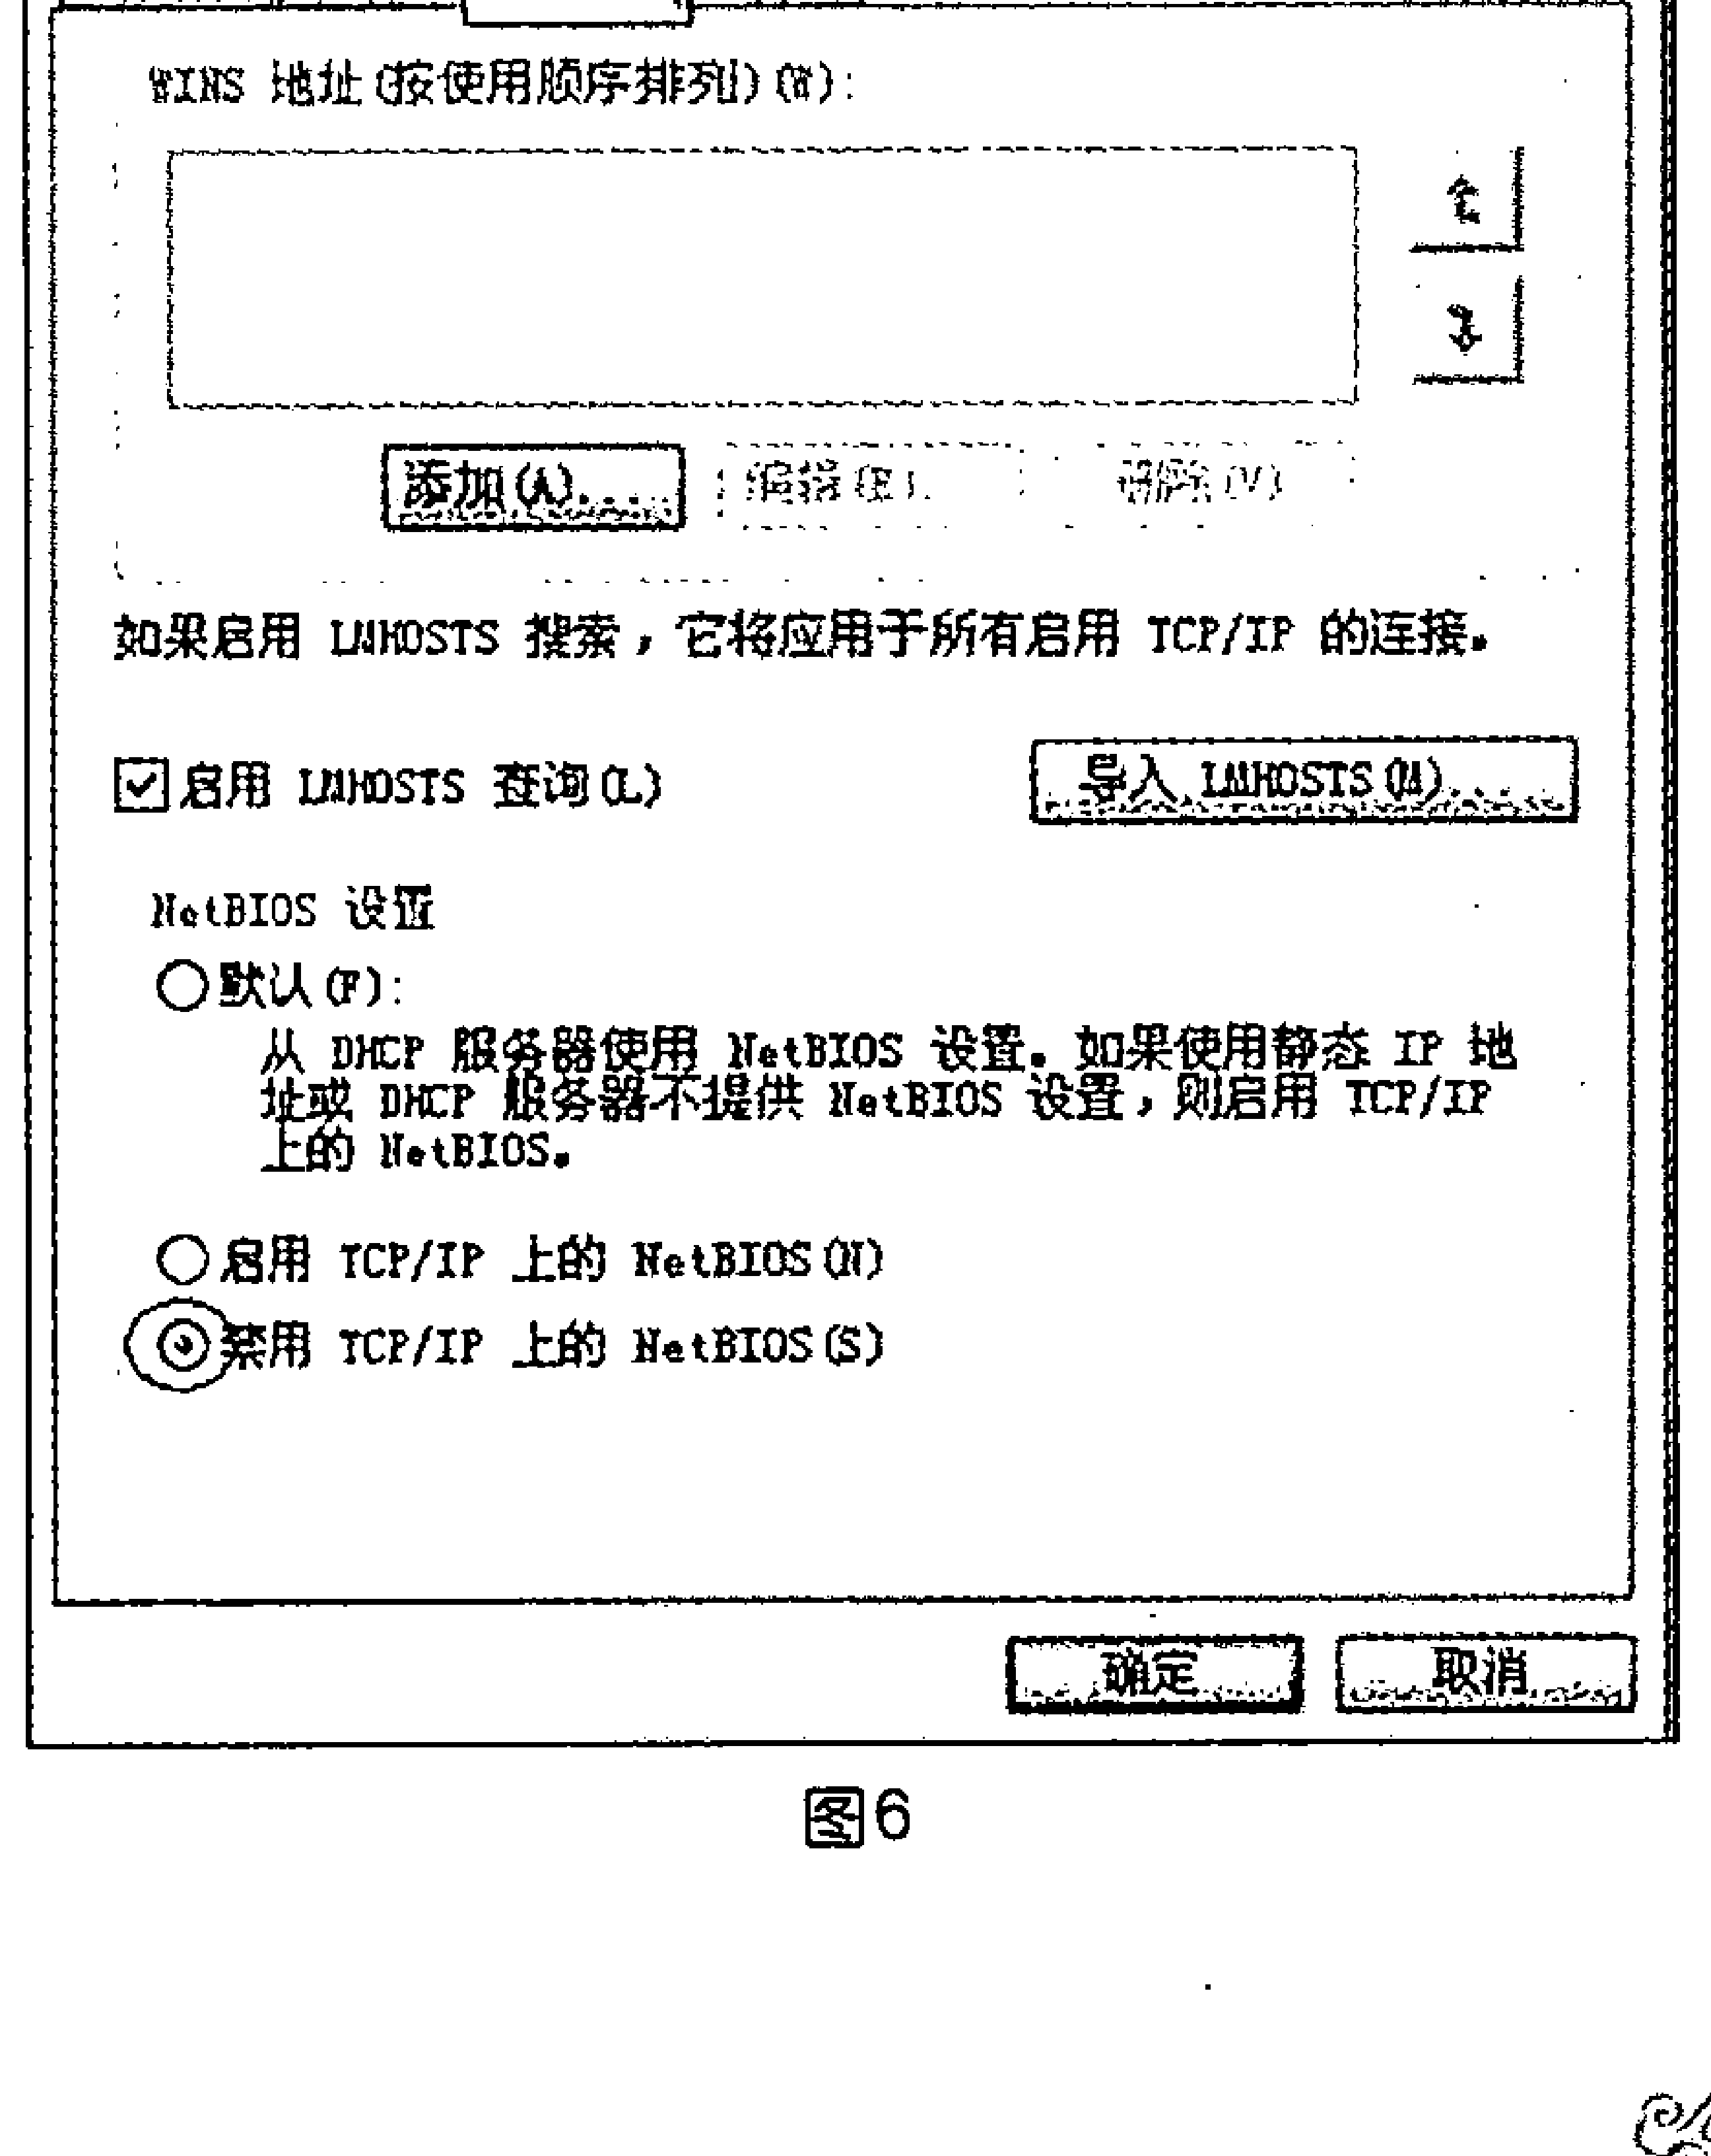 WINS 地址(按使用顺序排列)(W):
添加(A)... 编辑(E). 删除(V)
如果启用 LMHOSTS 搜索，它将应用于所有启用 TCP/IP 的连接。
启用 LMHOSTS 查询(L) 导入 LMHOSTS(M)...
NetBIOS 设置
默认(F):
从 DHCP 服务器使用 NetBIOS 设置。如果使用静态 IP 地
址或 DHCP 服务器不提供 NetBIOS 设置，则启用 TCP/IP
上的 NetBIOS。
启用 TCP/IP 上的 NetBIOS(N)
禁用 TCP/IP 上的 NetBIOS(S)
确定 取消
图6